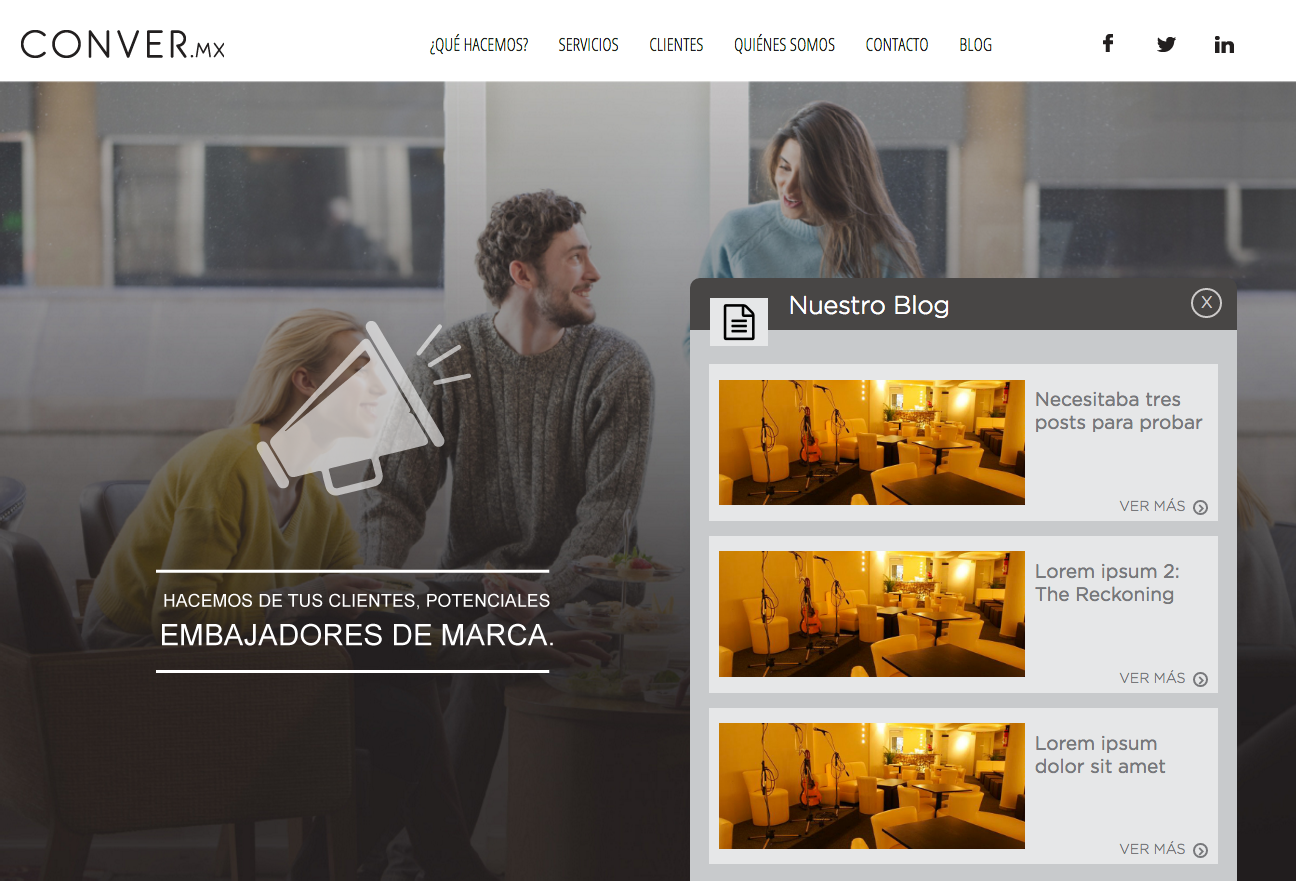 CONVER.MX
¿QUÉ HACEMOS? SERVICIOS CLIENTES QUIÉNES SOMOS CONTACTO BLOG
Nuestro Blog
X
Necesitaba tres
posts para probar
VER MÁS
HACEMOS DE TUS CLIENTES, POTENCIALES
EMBAJADORES DE MARCA.
Lorem ipsum 2:
The Reckoning
VER MÁS
Lorem ipsum
dolor sit amet
VER MÁS